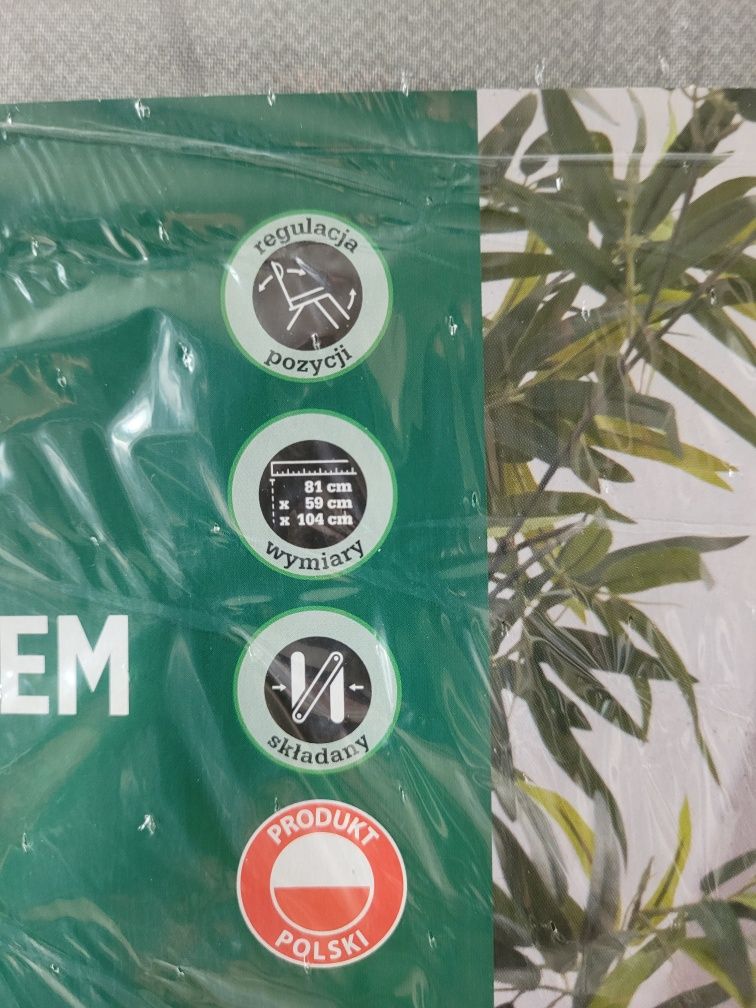 regulacja
pozycji
81 cm
x 59 cm
x 104 cm
wymiary
EM
składany
PRODUKT
POLSKI